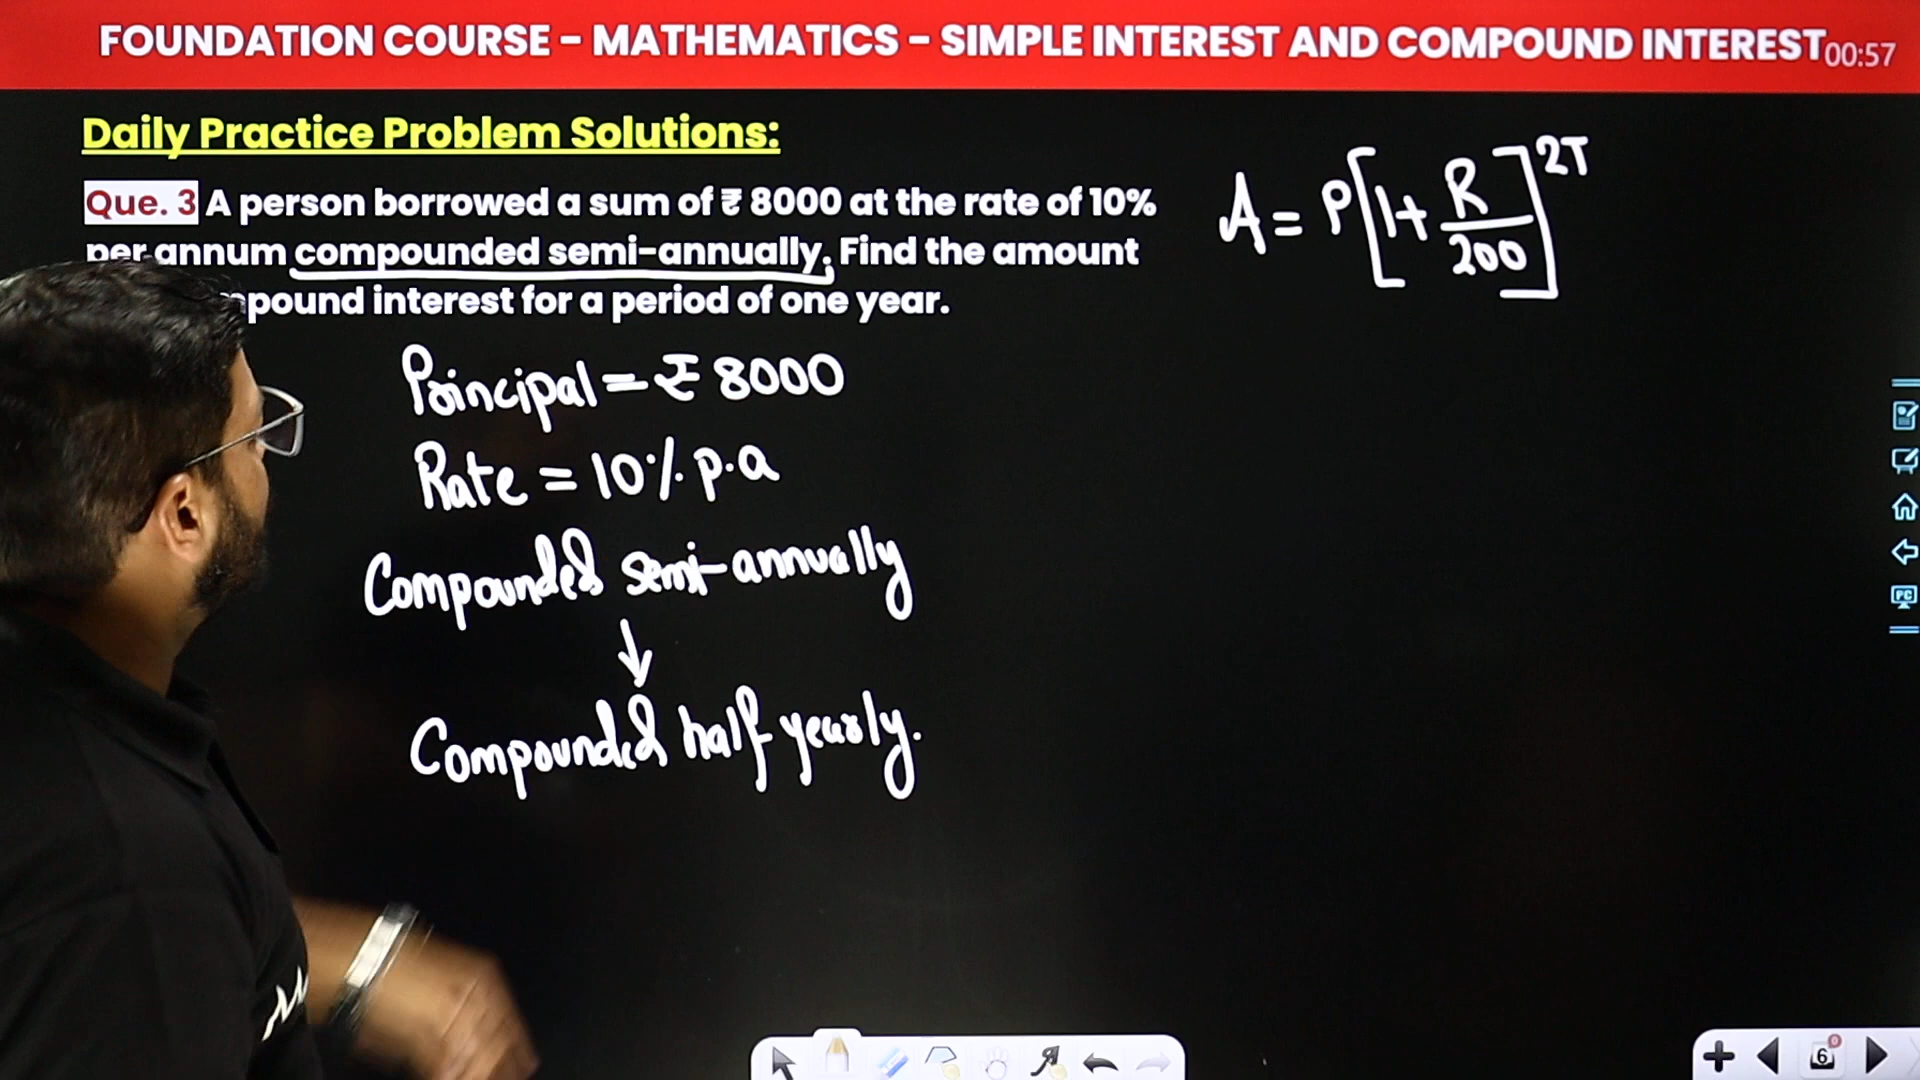 FOUNDATION COURSE - MATHEMATICS - SIMPLE INTEREST AND COMPOUND INTEREST
00:57
Daily Practice Problem Solutions:
Que. 3 A person borrowed a sum of ₹ 8000 at the rate of 10%
per annum compounded semi-annually. Find the amount
pound interest for a period of one year.
A = P[1+ R/200]^2T
Principal = ₹ 8000
Rate = 10% p.a
Compounded semi-annually
↓
Compounded half yearly.
PC
6
0